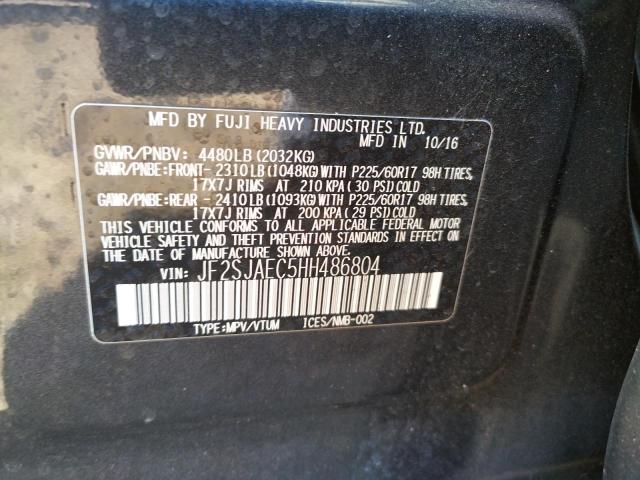 MFD BY FUJI HEAVY INDUSTRIES LTD.
MFD IN 10/16
GVWR/PNBV: 4480LB(2032KG)
GAWR/PNBE:FRONT-2310LB(1048KG)WITH P225/60R17 98H TIRES,
17X7J RIMS AT 210 KPA(30 PSI)COLD
GAWR/PNBE:REAR -2410LB(1093KG)WITH P225/60R17 98H TIRES,
17X7J RIMS AT 200 KPA(29 PSI)COLD
THIS VEHICLE CONFORMS TO ALL APPLICABLE FEDERAL MOTOR
VEHICLE SAFETY AND THEFT PREVENTION STANDARDS IN EFFECT ON
THE DATE OF MANUFACTURE SHOWN ABOVE.
VIN: JF2SJAEC5HH486804
TYPE:MPV/VTUM ICES/NMB-002